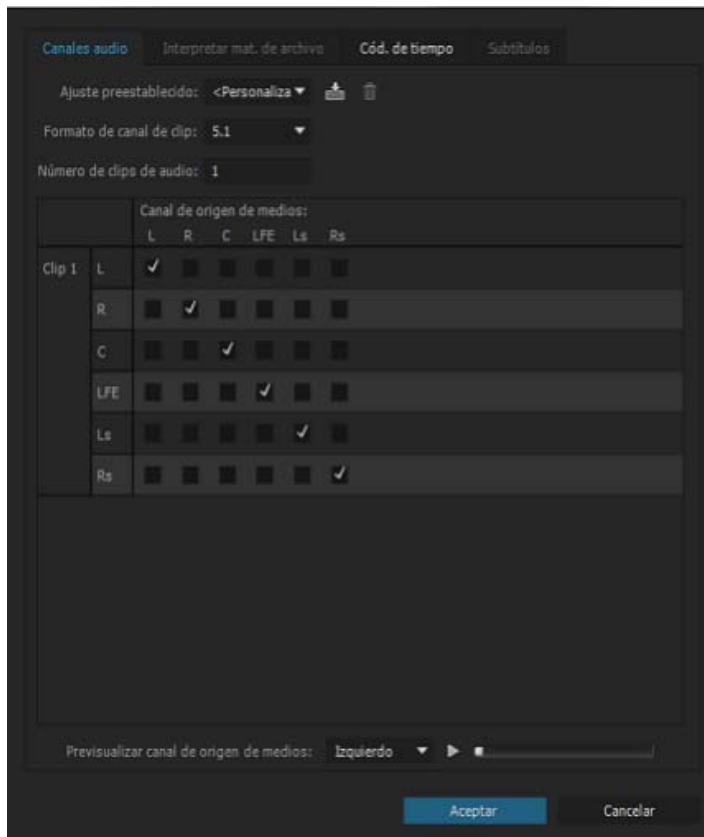 Canales audio Interpretar mat. de archivo Cód. de tiempo Subtítulos
Ajuste preestablecido: <Personaliza
Formato de canal de clip: 5.1
Número de clips de audio: 1
Canal de origen de medios:
L R C LFE Ls Rs
Clip 1 L
R
C
LFE
Ls
Rs
Previsualizar canal de origen de medios: Izquierdo
Aceptar Cancelar